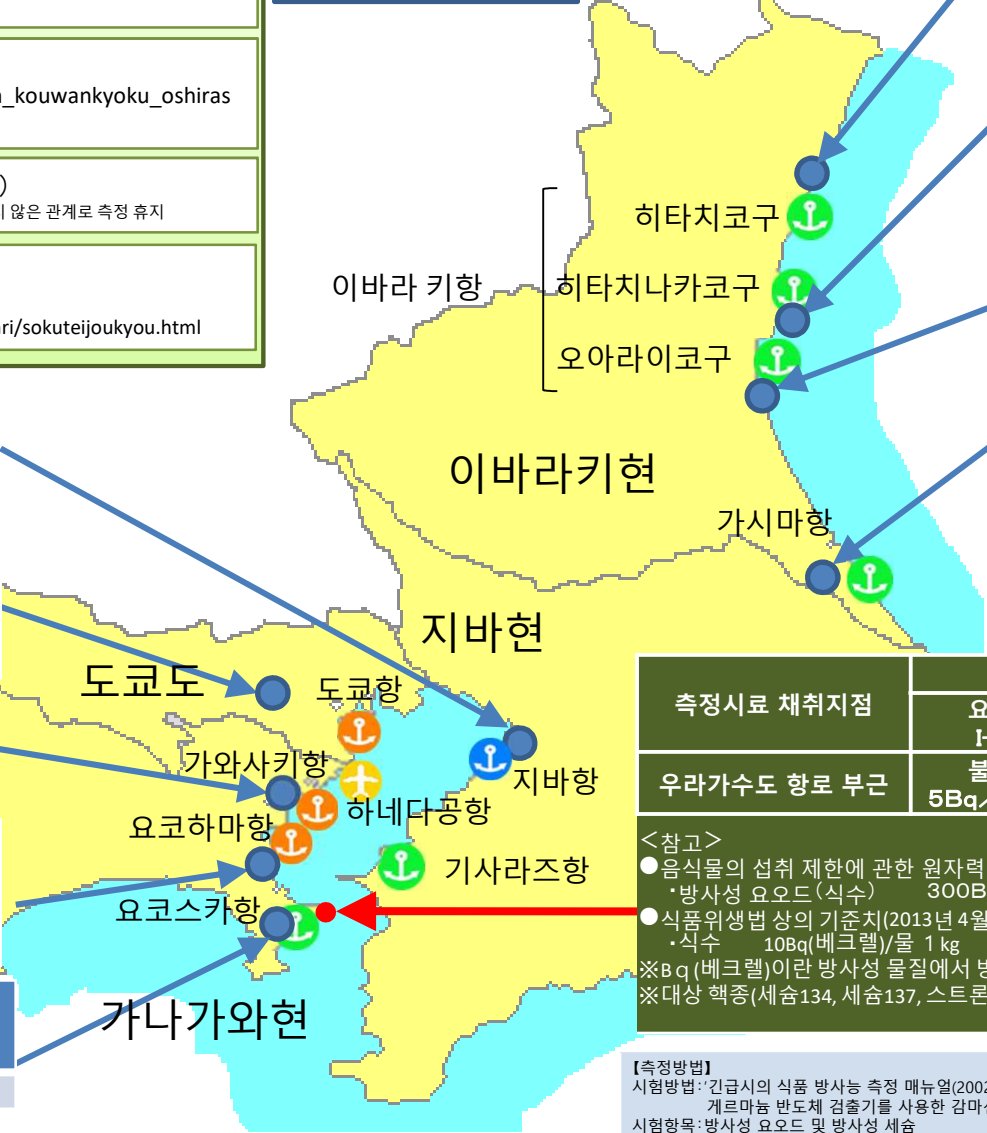 _kouwankyoku_oshiras
)
않은 관계로 측정 휴지
ri/sokuteijoukyou.html
히타치코구
이바라 키항
히타치나카코구
오아라이코구
이바라키현
가시마항
지바현
도쿄도
도쿄항
가와사키항
지바항
하네다공항
요코하마항
기사라즈항
요코스카항
가나가와현
측정시료 채취지점
요
I-
우라가수도 항로 부근
불
5Bq/
<참고>
●음식물의 섭취 제한에 관한 원자력
・방사성 요오드(식수) 300B
●식품위생법 상의 기준치(2013년 4월
・식수 10Bq(베크렐)/물 1 kg
※Bq(베크렐)이란 방사성 물질에서 방
※대상 핵종(세슘134, 세슘137, 스트론
【측정방법】
시험방법:‘긴급시의 식품 방사능 측정 매뉴얼(2002
게르마늄 반도체 검출기를 사용한 감마
시험항목:방사성 요오드 및 방사성 세슘